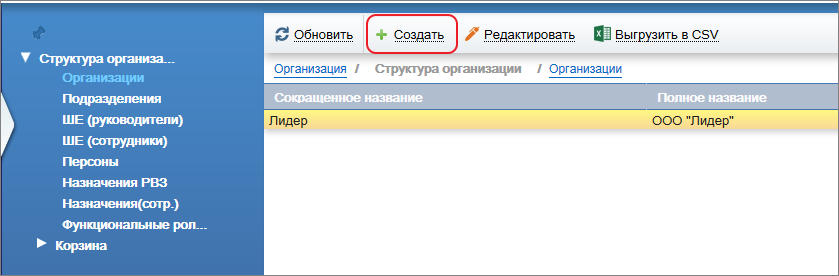 Обновить Создать Редактировать Выгрузить в CSV
Организация / Структура организации / Организации
Сокращенное название Полное название
Лидер ООО "Лидер"
Структура организа...
Организации
Подразделения
ШЕ (руководители)
ШЕ (сотрудники)
Персоны
Назначения РВЗ
Назначения(сотр.)
Функциональные рол...
Корзина